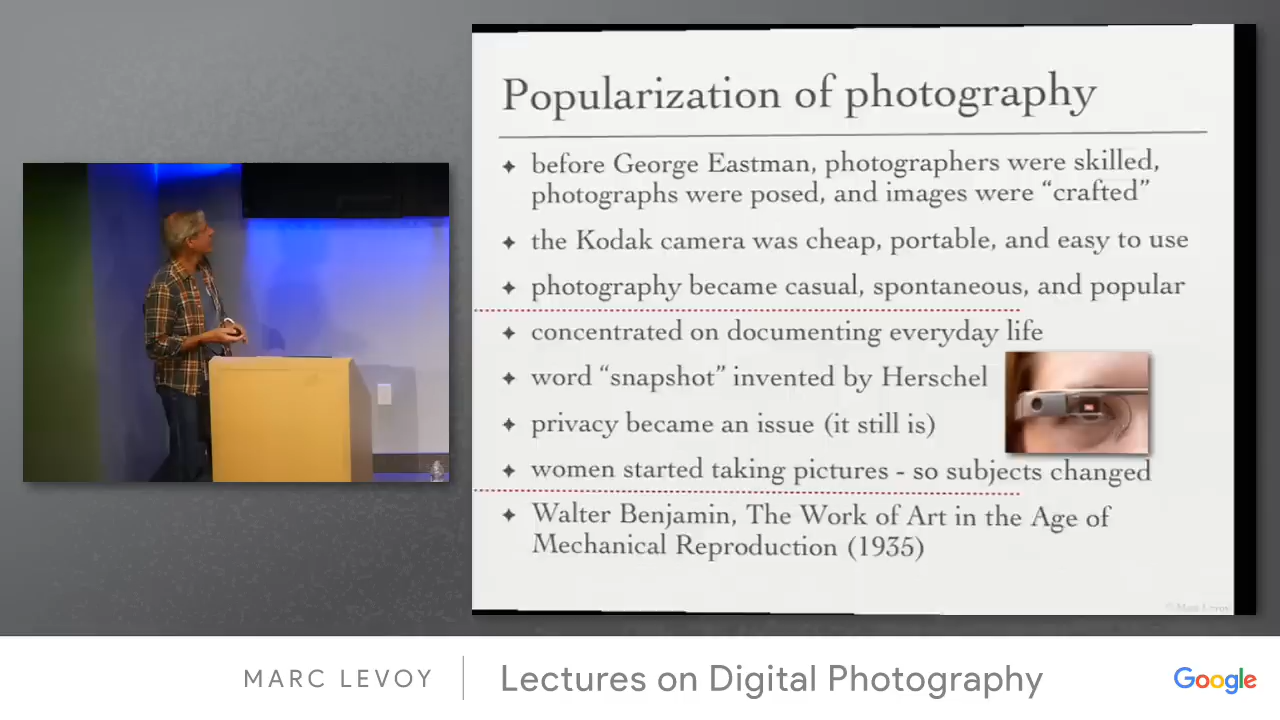 Popularization of photography
✦ before George Eastman, photographers were skilled,
photographs were posed, and images were “crafted”
✦ the Kodak camera was cheap, portable, and easy to use
✦ photography became casual, spontaneous, and popular
✦ concentrated on documenting everyday life
✦ word “snapshot” invented by Herschel
✦ privacy became an issue (it still is)
✦ women started taking pictures - so subjects changed
✦ Walter Benjamin, The Work of Art in the Age of
Mechanical Reproduction (1935)
© Marc Levoy
MARC LEVOY
Lectures on Digital Photography
Google